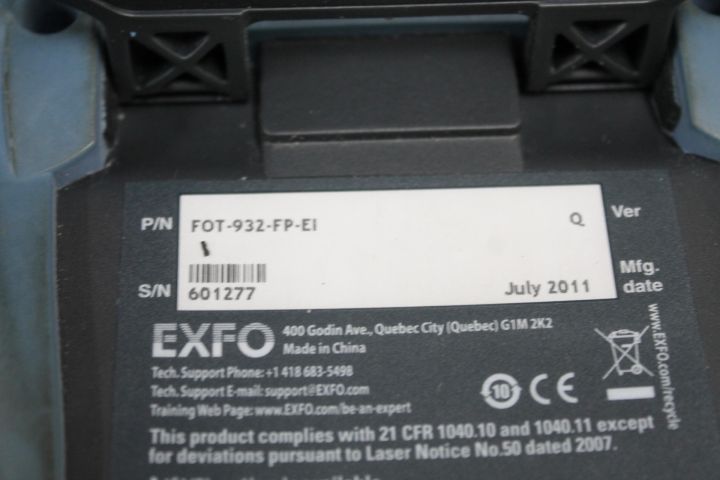 P/N FOT-932-FP-EI Q Ver
S/N 601277 July 2011 Mfg. date
EXFO 400 Godin Ave., Quebec City (Quebec) G1M 2K2
Made in China
Tech. Support Phone: +1 418 683-5498
Tech. Support E-mail: support@EXFO.com
Training Web Page: www.EXFO.com/be-an-expert
10 CE
www.EXFO.com/recycle
This product complies with 21 CFR 1040.10 and 1040.11 except
for deviations pursuant to Laser Notice No.50 dated 2007.